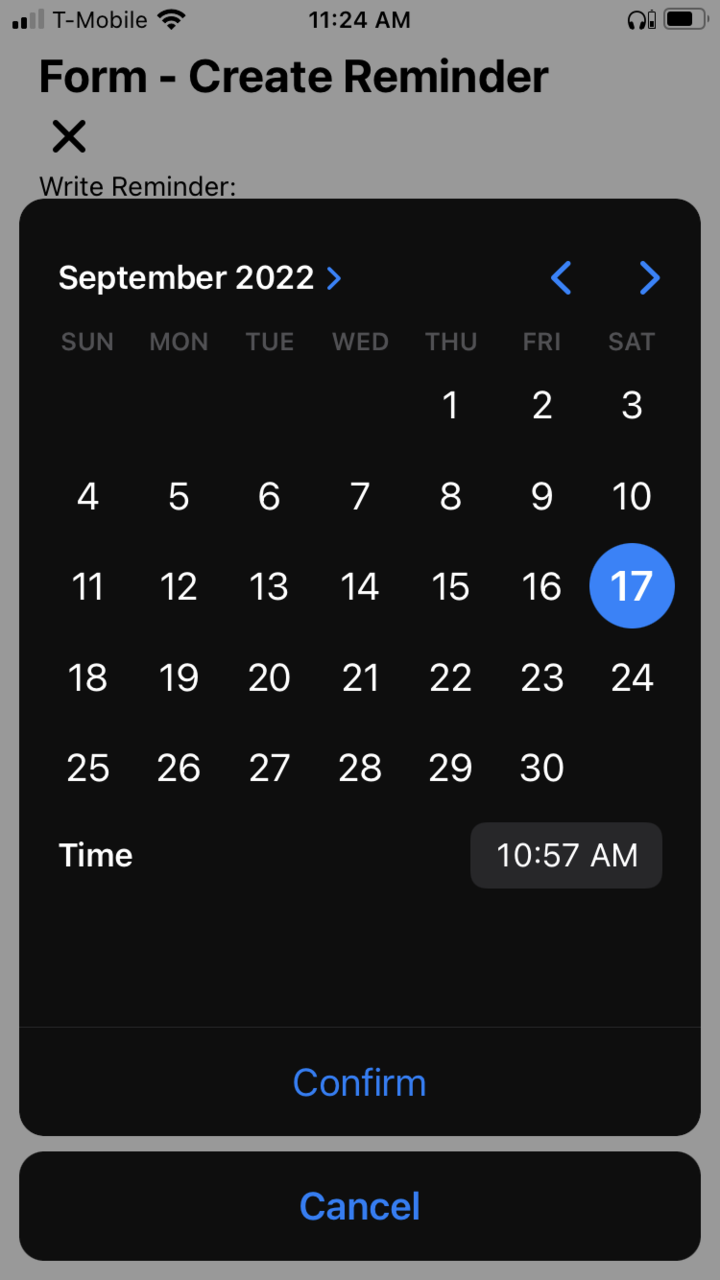 T-Mobile 11:24 AM
Form - Create Reminder
Write Reminder:
September 2022
SUN MON TUE WED THU FRI SAT
1 2 3
4 5 6 7 8 9 10
11 12 13 14 15 16 17
18 19 20 21 22 23 24
25 26 27 28 29 30
Time 10:57 AM
Confirm
Cancel